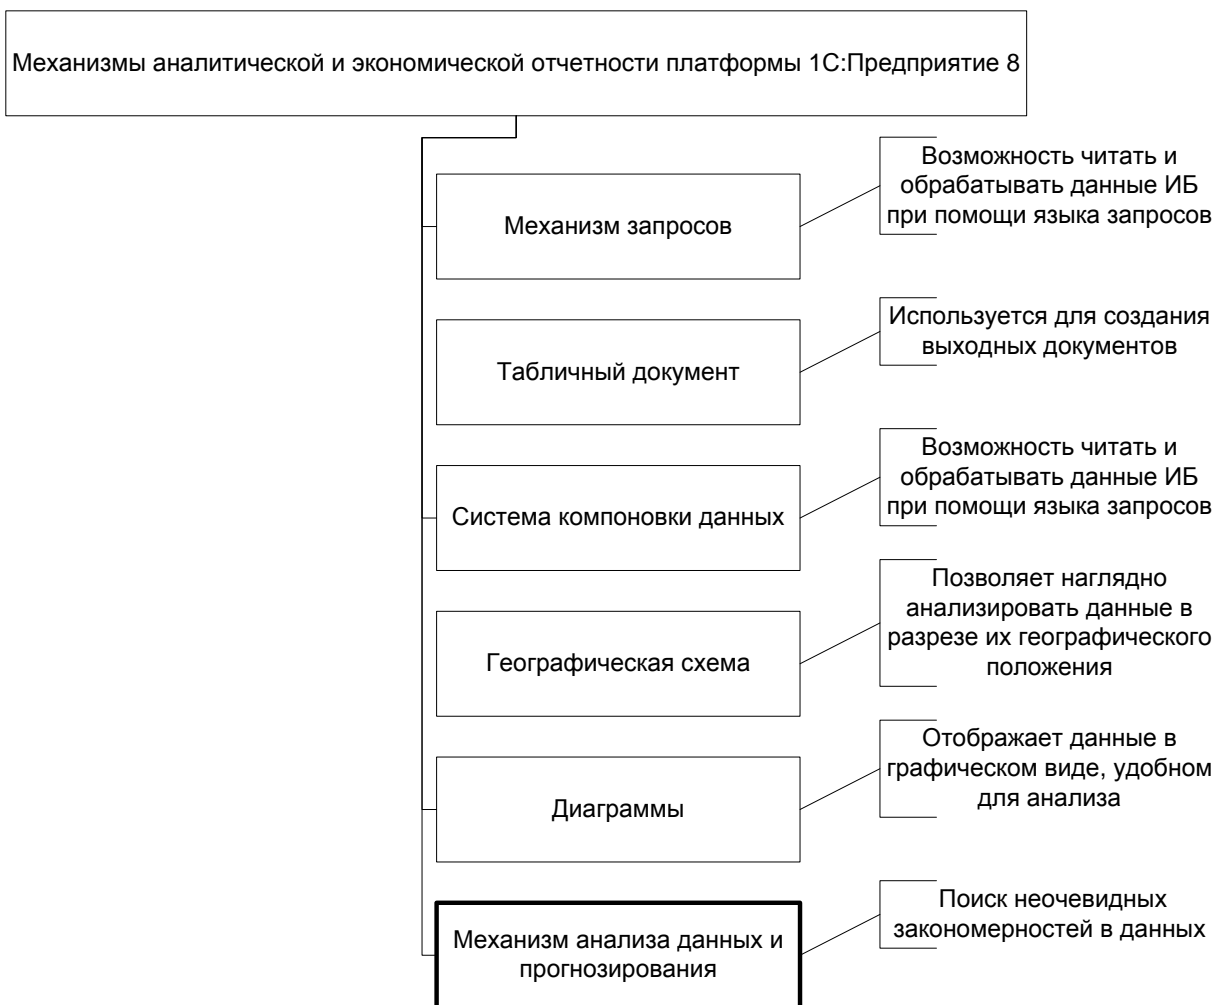 Механизмы аналитической и экономической отчетности платформы 1С:Предприятие 8
Механизм запросов
Возможность читать и
обрабатывать данные ИБ
при помощи языка запросов
Табличный документ
Используется для создания
выходных документов
Система компоновки данных
Возможность читать и
обрабатывать данные ИБ
при помощи языка запросов
Географическая схема
Позволяет наглядно
анализировать данные в
разрезе их географического
положения
Диаграммы
Отображает данные в
графическом виде, удобном
для анализа
Механизм анализа данных и
прогнозирования
Поиск неочевидных
закономерностей в данных